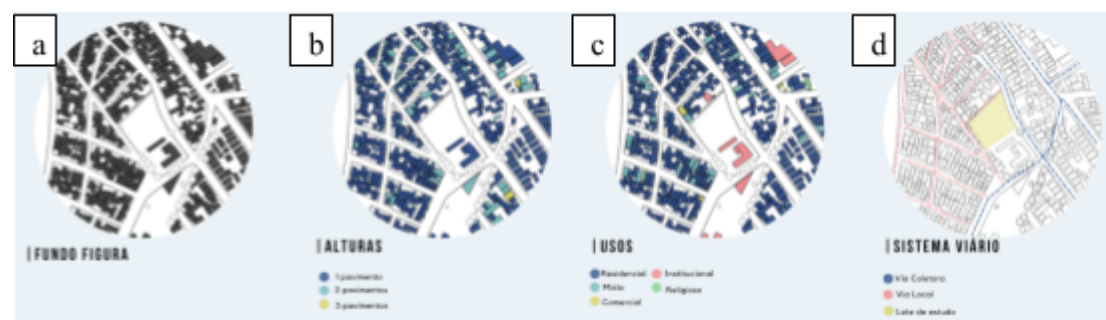 a
b
c
d
| FUNDO FIGURA
| ALTURAS
1 pavimento
2 pavimentos
3 pavimentos
| USOS
Residencial
Institucional
Misto
Religioso
Comercial
| SISTEMA VIÁRIO
Via Coletora
Via Local
Lote de estudo